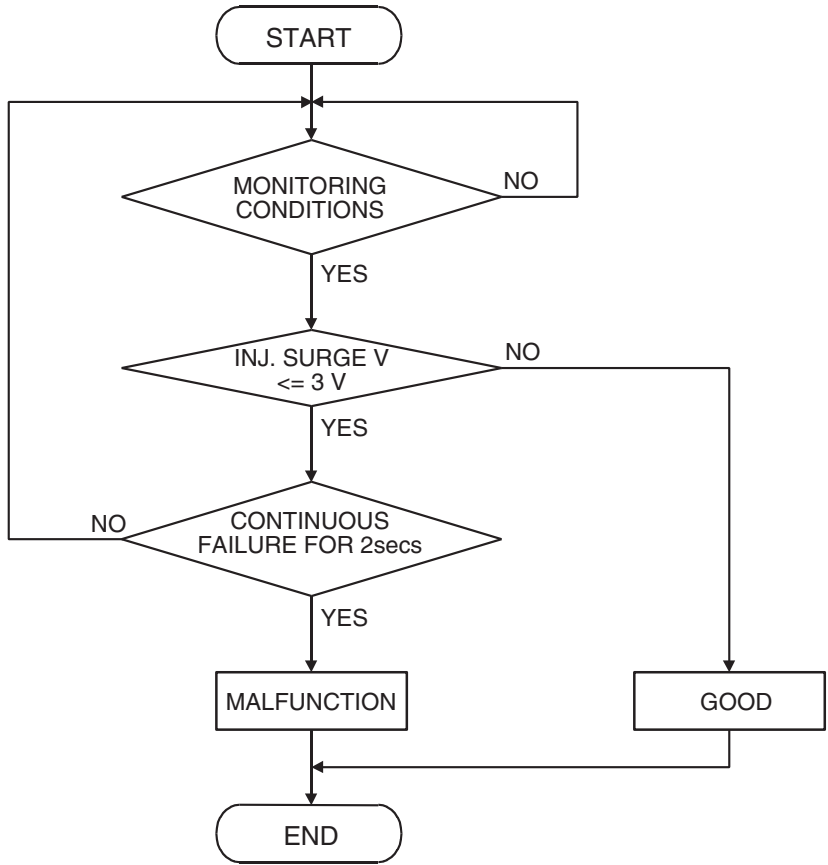 START
MONITORING
CONDITIONS
NO
YES
INJ. SURGE V
<= 3 V
NO
YES
CONTINUOUS
FAILURE FOR 2secs
NO
YES
MALFUNCTION
GOOD
END